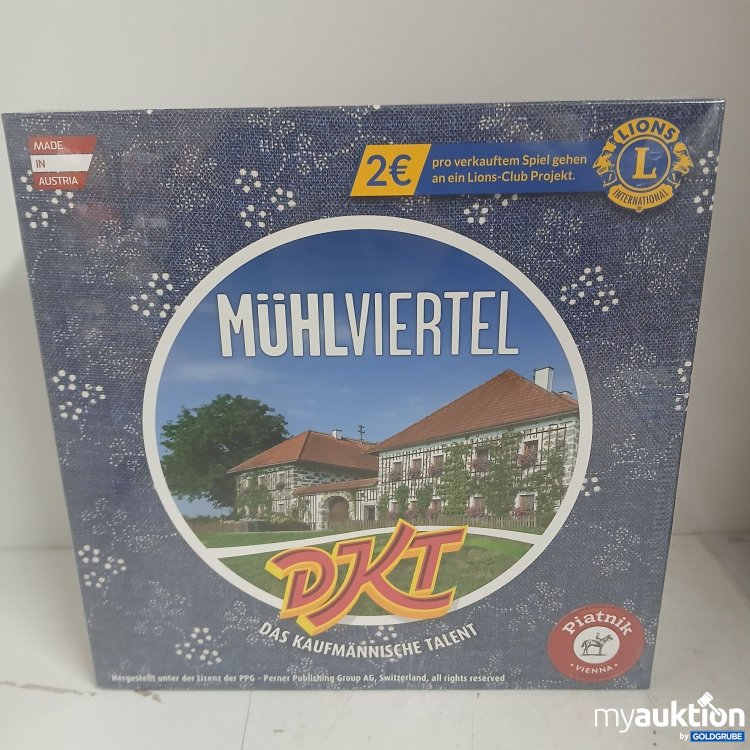 MADE
IN
AUSTRIA
2€
pro verkauftem Spiel gehen
an ein Lions-Club Projekt.
LIONS
L
INTERNATIONAL
MÜHLVIERTEL
DKT
DAS KAUFMÄNNISCHE TALENT
Piatnik
VIENNA
Hergestellt unter der Lizenz der PPG - Perner Publishing Group AG, Switzerland, all rights reserved
myauktion
by GOLDGRUBE